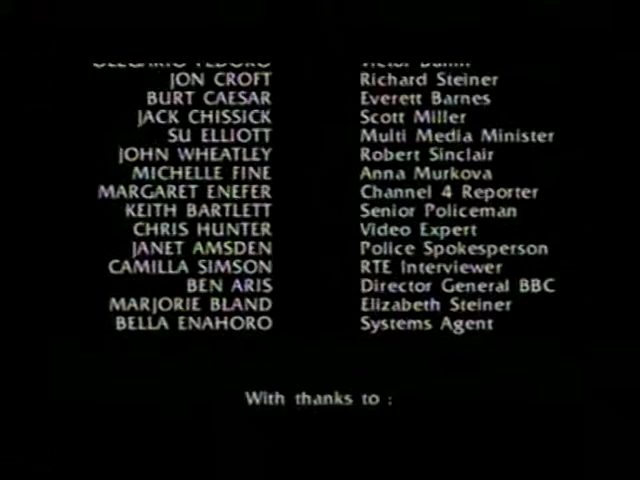 JON CROFT Richard Steiner
BURT CAESAR Everett Barnes
JACK CHISSICK Scott Miller
SU ELLIOTT Multi Media Minister
JOHN WHEATLEY Robert Sinclair
MICHELLE FINE Anna Murkova
MARGARET ENEFER Channel 4 Reporter
KEITH BARTLETT Senior Policeman
CHRIS HUNTER Video Expert
JANET AMSDEN Police Spokesperson
CAMILLA SIMSON RTE Interviewer
BEN ARIS Director General BBC
MARJORIE BLAND Elizabeth Steiner
BELLA ENAHORO Systems Agent
With thanks to :